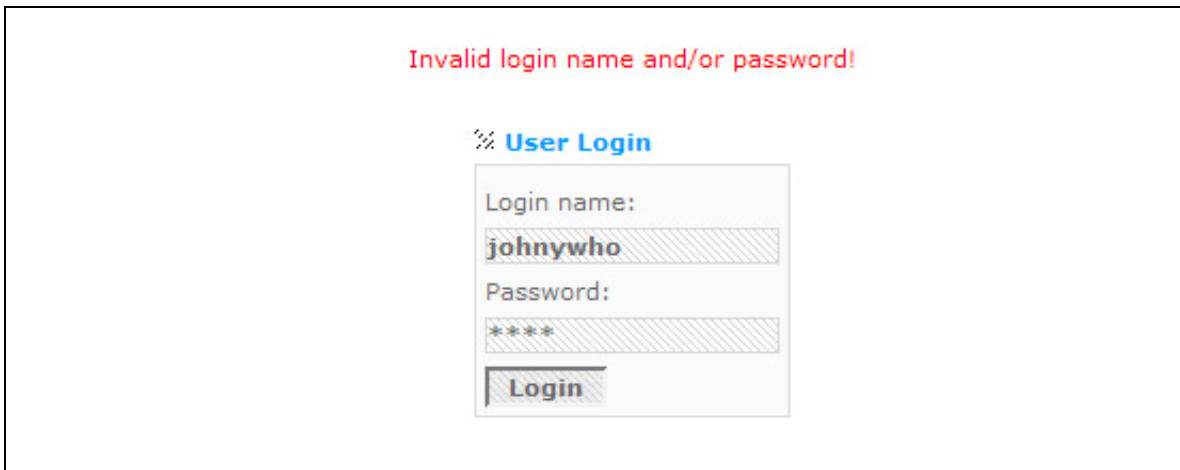 Invalid login name and/or password!
User Login
Login name:
johnywho
Password:
****
Login